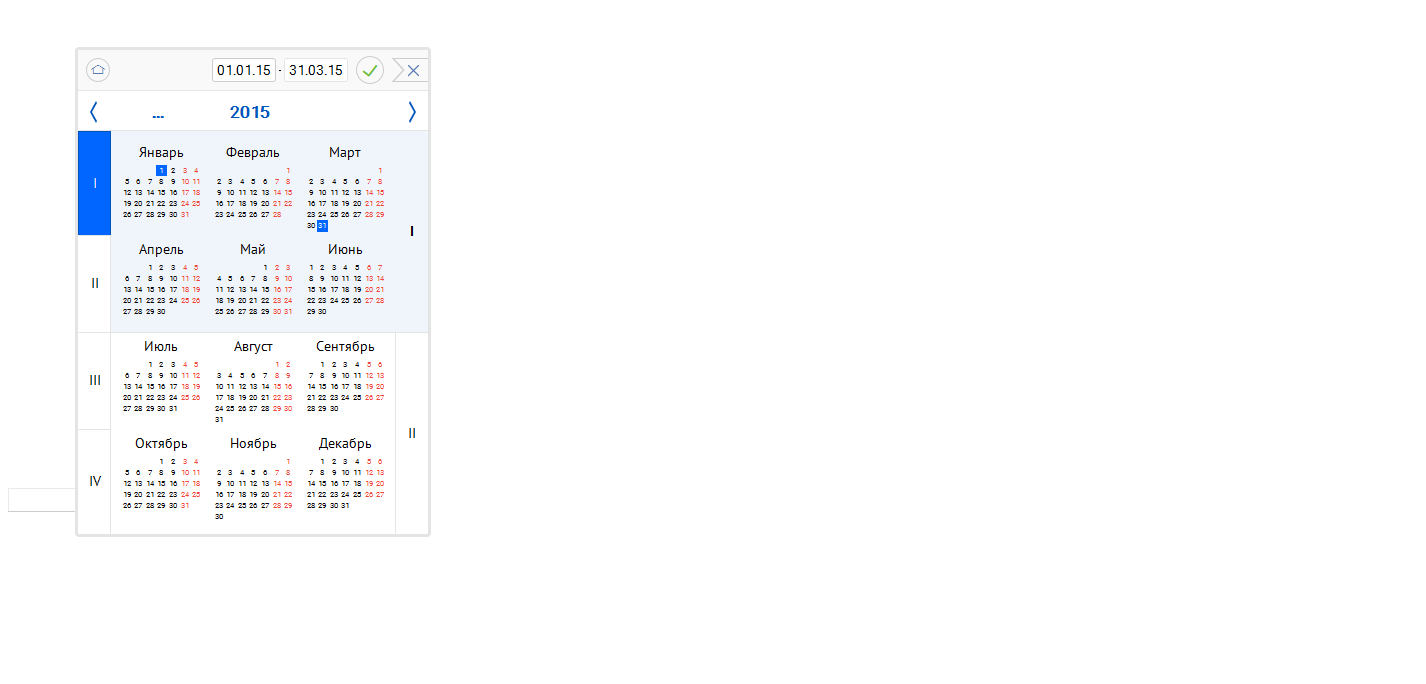 01.01.15 - 31.03.15
... 2015
I
Январь Февраль Март
1 2 3 4 1 1
5 6 7 8 9 10 11 2 3 4 5 6 7 8 2 3 4 5 6 7 8
12 13 14 15 16 17 18 9 10 11 12 13 14 15 9 10 11 12 13 14 15
19 20 21 22 23 24 25 16 17 18 19 20 21 22 16 17 18 19 20 21 22
26 27 28 29 30 31 23 24 25 26 27 28 23 24 25 26 27 28 29
30 31
I
II
Апрель Май Июнь
1 2 3 4 5 1 2 3 1 2 3 4 5 6 7
6 7 8 9 10 11 12 4 5 6 7 8 9 10 8 9 10 11 12 13 14
13 14 15 16 17 18 19 11 12 13 14 15 16 17 15 16 17 18 19 20 21
20 21 22 23 24 25 26 18 19 20 21 22 23 24 22 23 24 25 26 27 28
27 28 29 30 25 26 27 28 29 30 31 29 30
III
Июль Август Сентябрь
1 2 3 4 5 1 2 1 2 3 4 5 6
6 7 8 9 10 11 12 3 4 5 6 7 8 9 7 8 9 10 11 12 13
13 14 15 16 17 18 19 10 11 12 13 14 15 16 14 15 16 17 18 19 20
20 21 22 23 24 25 26 17 18 19 20 21 22 23 21 22 23 24 25 26 27
27 28 29 30 31 24 25 26 27 28 29 30 28 29 30
31
II
IV
Октябрь Ноябрь Декабрь
1 2 3 4 1 1 2 3 4 5 6
5 6 7 8 9 10 11 2 3 4 5 6 7 8 7 8 9 10 11 12 13
12 13 14 15 16 17 18 9 10 11 12 13 14 15 14 15 16 17 18 19 20
19 20 21 22 23 24 25 16 17 18 19 20 21 22 21 22 23 24 25 26 27
26 27 28 29 30 31 23 24 25 26 27 28 29 28 29 30 31
30